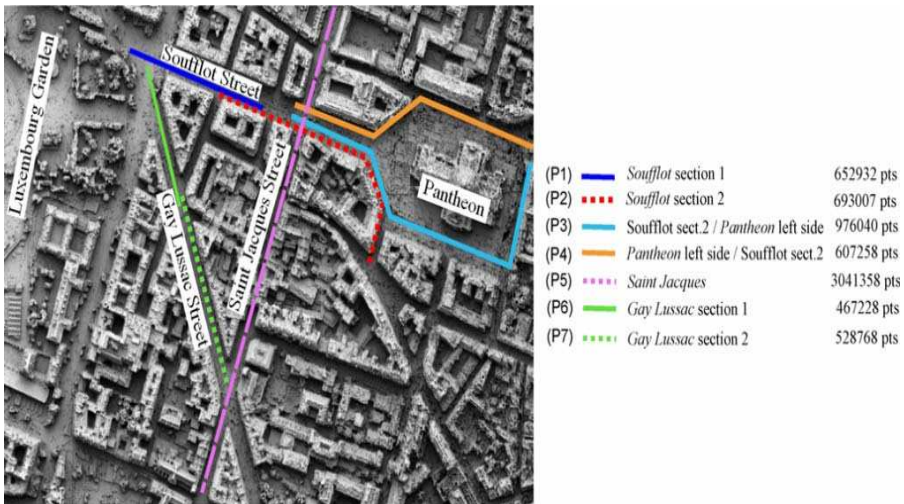 Luxembourg Garden
Soufflot Street
Gay Lussac Street
Saint Jacques Street
Pantheon
(P1) Soufflot section 1 652932 pts
(P2) Soufflot section 2 693007 pts
(P3) Soufflot sect.2 / Pantheon left side 976040 pts
(P4) Pantheon left side / Soufflot sect.2 607258 pts
(P5) Saint Jacques 3041358 pts
(P6) Gay Lussac section 1 467228 pts
(P7) Gay Lussac section 2 528768 pts